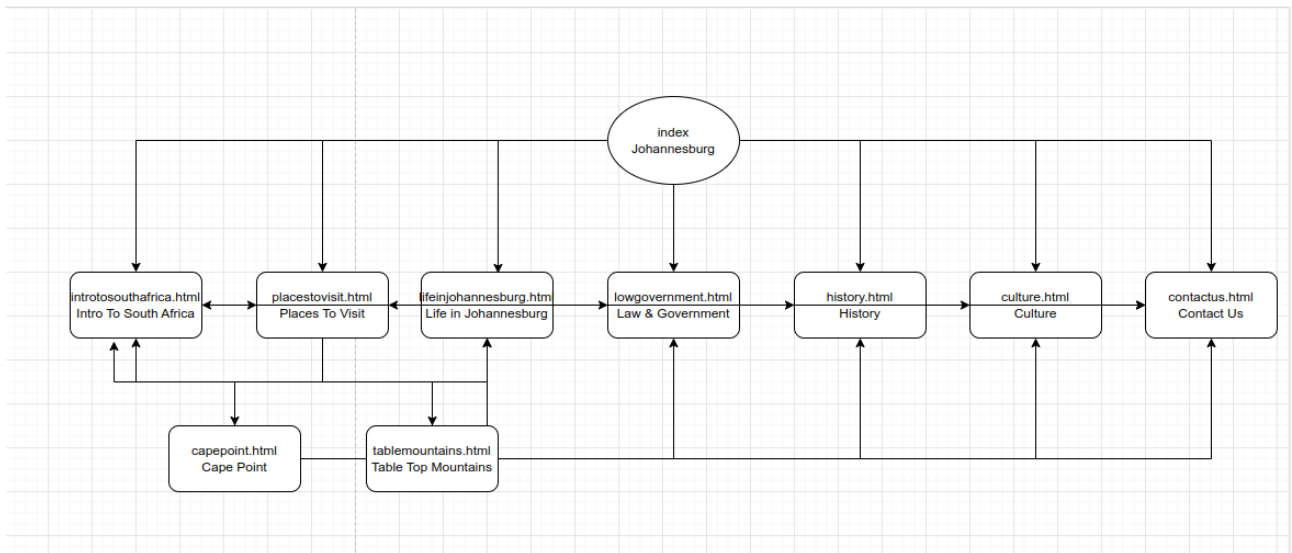 index
Johannesburg
introtosouthafrica.html
Intro To South Africa
placestovisit.html
Places To Visit
lifeinjohannesburg.html
Life in Johannesburg
lowgovernment.html
Law & Government
history.html
History
culture.html
Culture
contactus.html
Contact Us
capepoint.html
Cape Point
tablemountains.html
Table Top Mountains